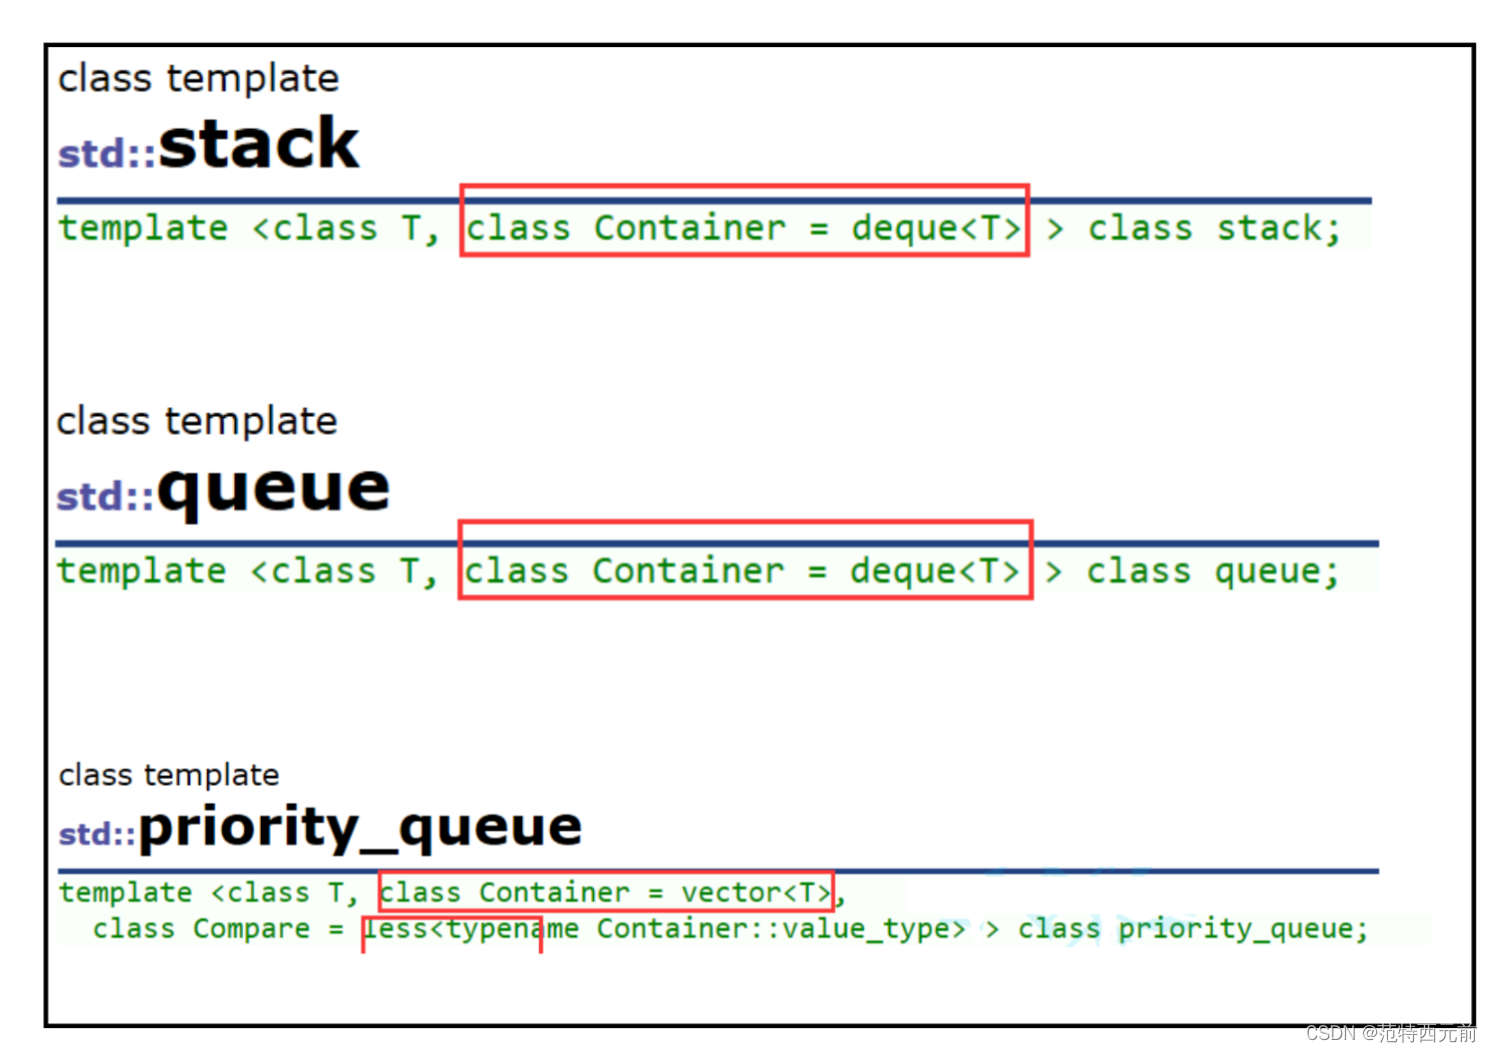 class template
std::stack
template <class T, class Container = deque<T> > class stack;
class template
std::queue
template <class T, class Container = deque<T> > class queue;
class template
std::priority_queue
template <class T, class Container = vector<T>,
class Compare = less<typename Container::value_type> > class priority_queue;
CSDN @范特西元前